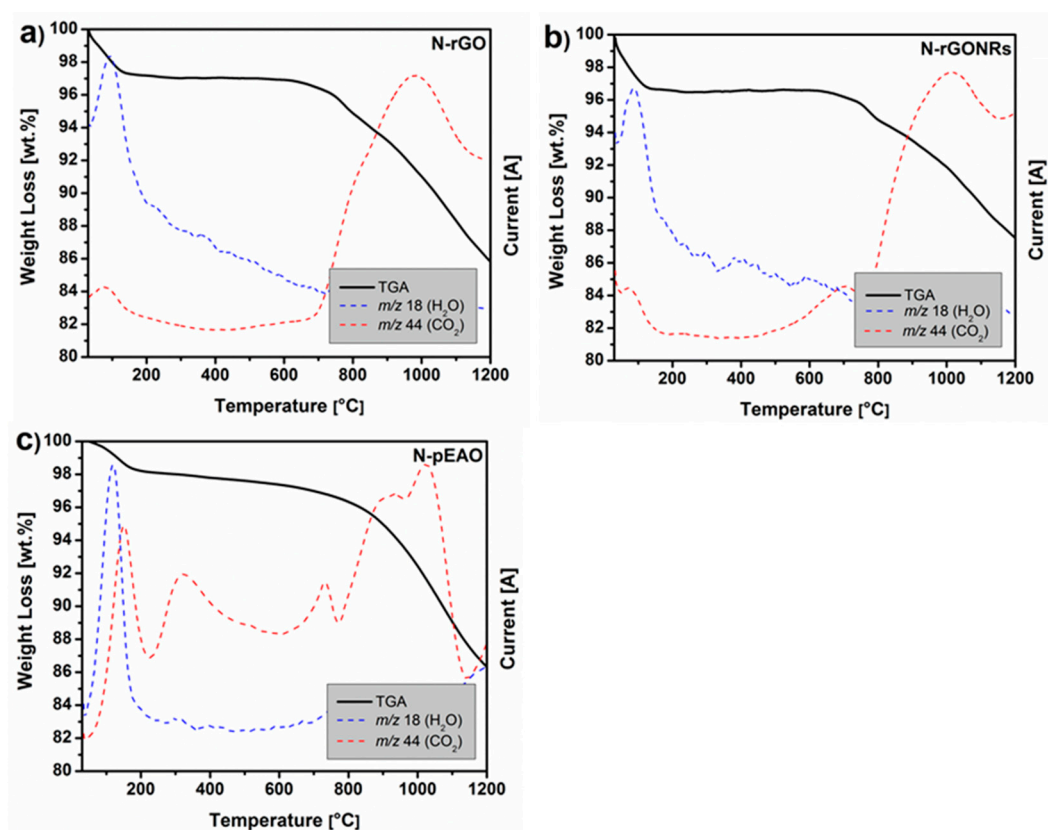 a)
N-rGO
100
98
96
94
92
90
88
86
84
82
80
Weight Loss [wt.%]
Current [A]
TGA
m/z 18 (H₂O)
m/z 44 (CO₂)
200 400 600 800 1000 1200
Temperature [°C]
b)
N-rGONRs
100
98
96
94
92
90
88
86
84
82
80
Weight Loss [wt.%]
Current [A]
TGA
m/z 18 (H₂O)
m/z 44 (CO₂)
200 400 600 800 1000 1200
Temperature [°C]
c)
N-pEAO
100
98
96
94
92
90
88
86
84
82
80
Weight Loss [wt.%]
Current [A]
TGA
m/z 18 (H₂O)
m/z 44 (CO₂)
200 400 600 800 1000 1200
Temperature [°C]